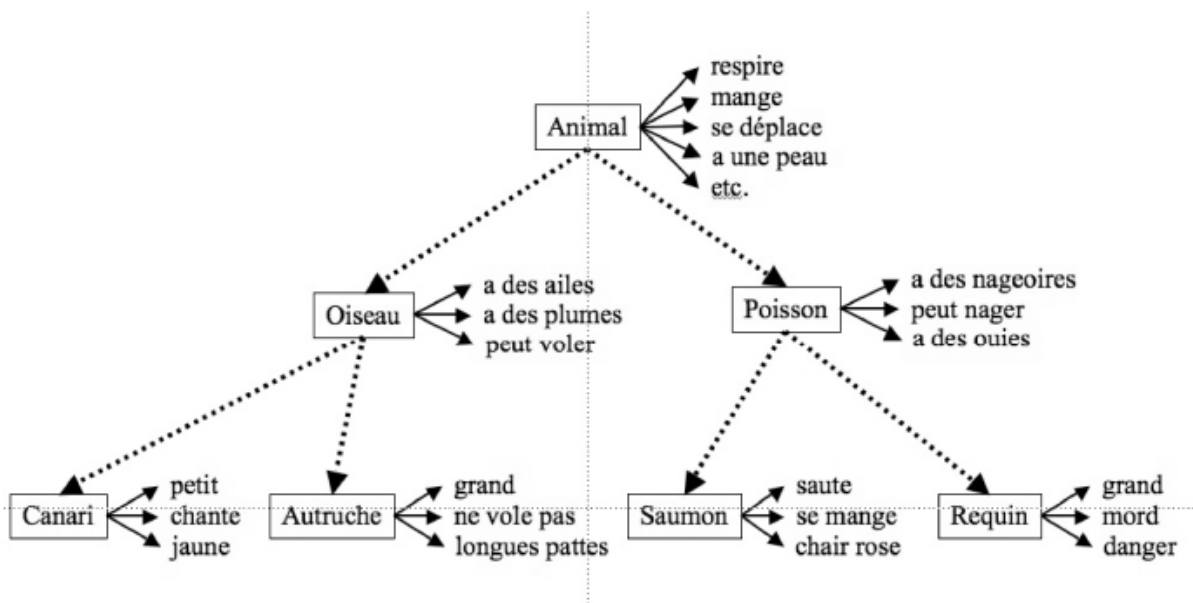 respire
mange
Animal
se déplace
a une peau
etc.
a des ailes
Oiseau
a des plumes
peut voler
a des nageoires
Poisson
peut nager
a des ouies
petit
Canari
chante
jaune
grand
Autruche
ne vole pas
longues pattes
saute
Saumon
se mange
chair rose
grand
Requin
mord
danger